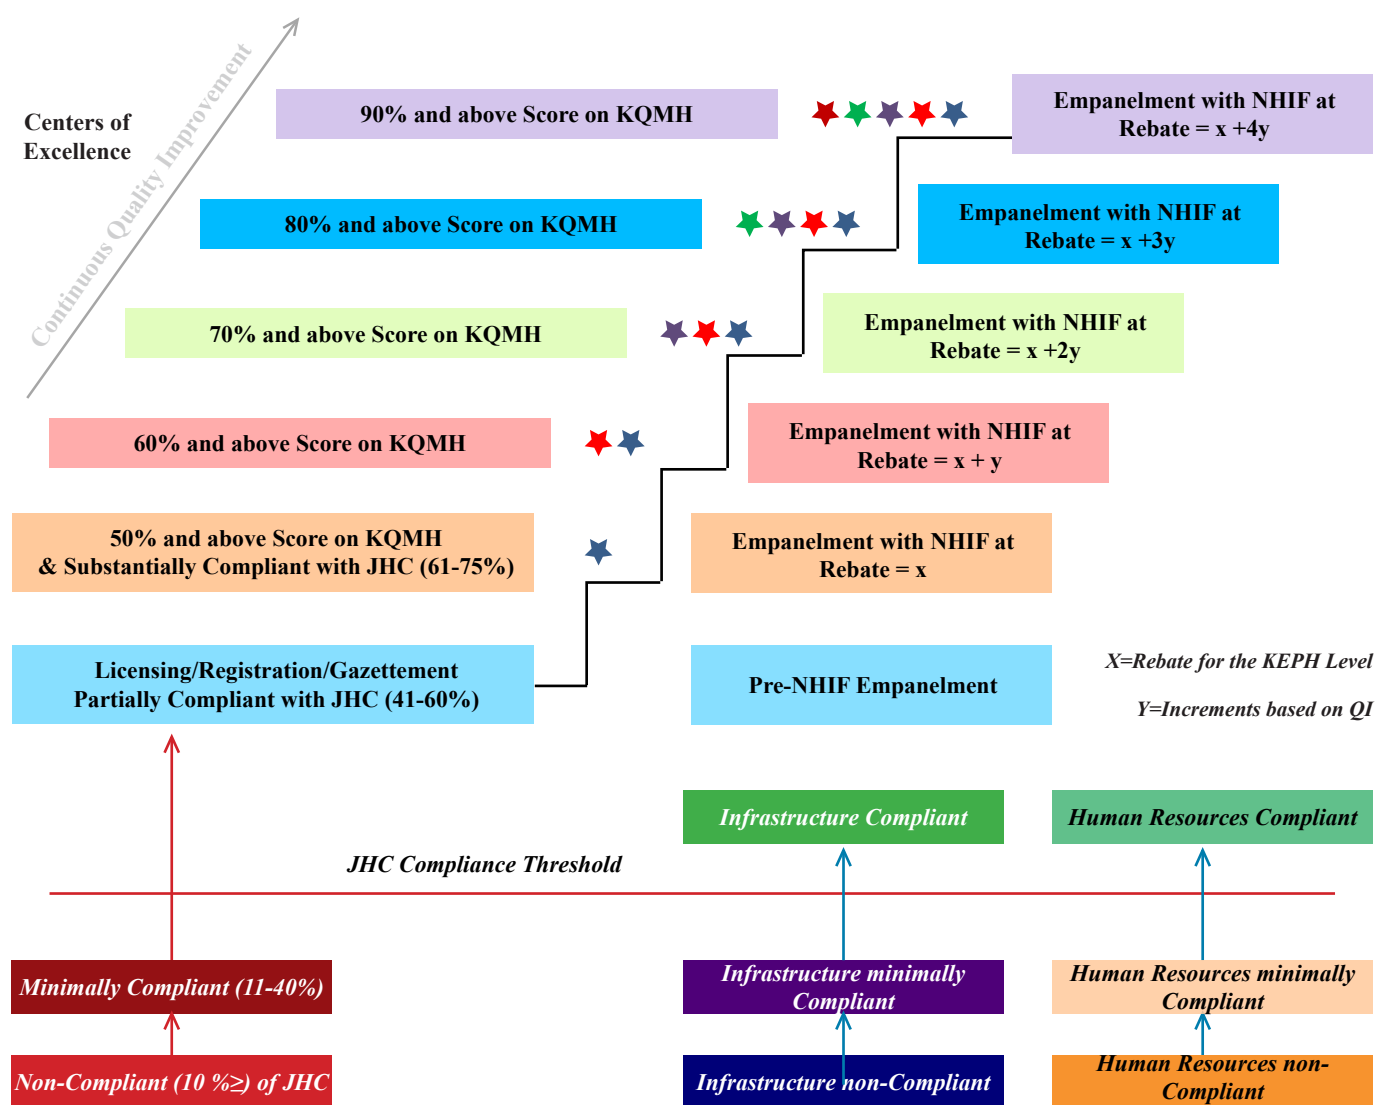 Continuous Quality Improvement
Centers of
Excellence
90% and above Score on KQMH
Empanelment with NHIF at
Rebate = x +4y
80% and above Score on KQMH
Empanelment with NHIF at
Rebate = x +3y
70% and above Score on KQMH
Empanelment with NHIF at
Rebate = x +2y
60% and above Score on KQMH
Empanelment with NHIF at
Rebate = x + y
50% and above Score on KQMH
& Substantially Compliant with JHC (61-75%)
Empanelment with NHIF at
Rebate = x
Licensing/Registration/Gazettement
Partially Compliant with JHC (41-60%)
Pre-NHIF Empanelment
X=Rebate for the KEPH Level
Y=Increments based on QI
Infrastructure Compliant
Human Resources Compliant
JHC Compliance Threshold
Minimally Compliant (11-40%)
Infrastructure minimally
Compliant
Human Resources minimally
Compliant
Non-Compliant (10 %≥) of JHC
Infrastructure non-Compliant
Human Resources non-
Compliant